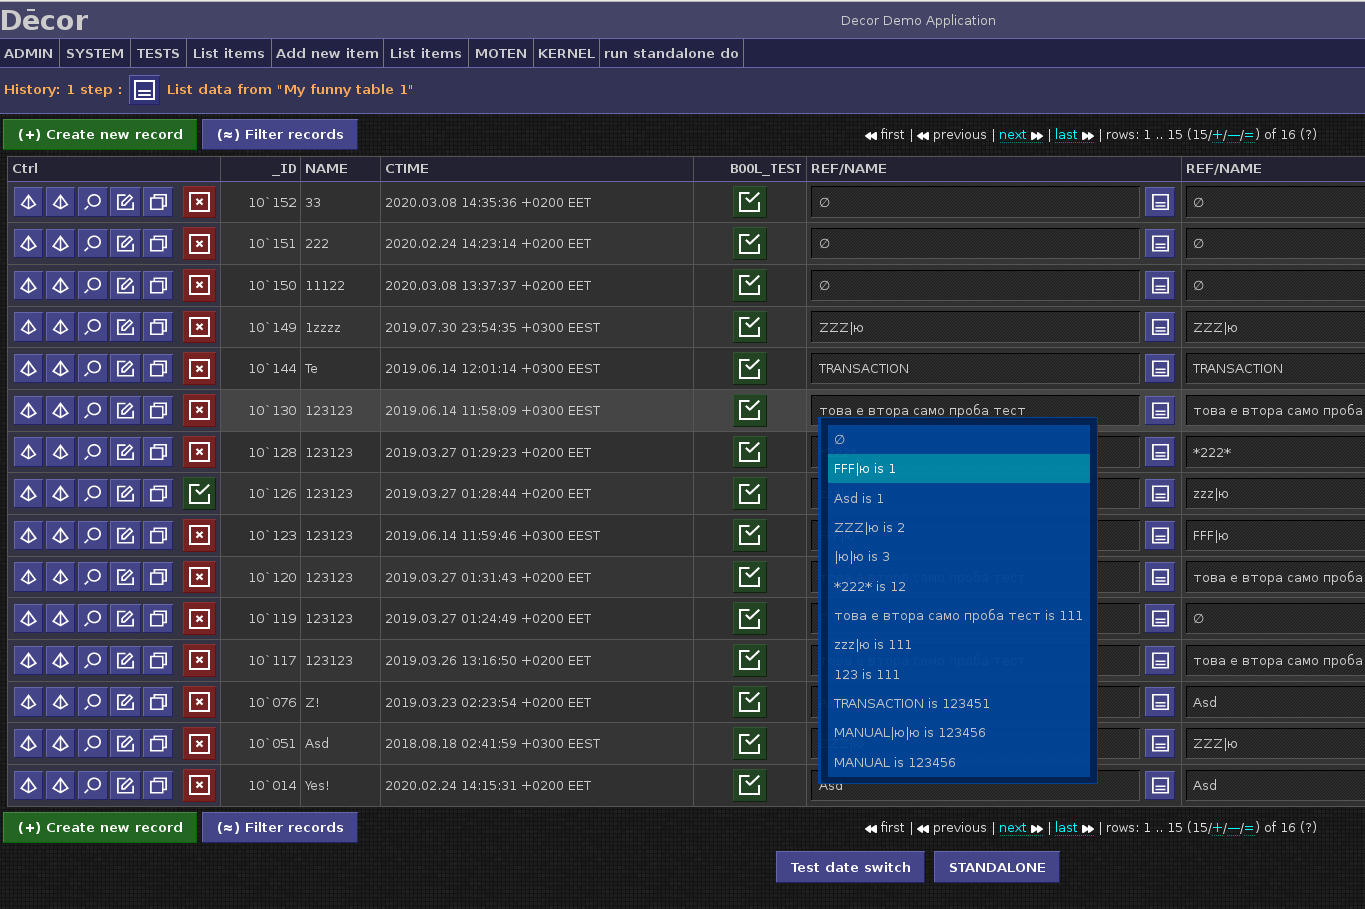 Dēcor
Decor Demo Application
ADMIN SYSTEM TESTS List items Add new item List items MOTEN KERNEL run standalone do
History: 1 step : List data from "My funny table 1"
(+) Create new record (≈) Filter records
first | previous | next | last | rows: 1 .. 15 (15/+/—/=) of 16 (?)
Ctrl _ID NAME CTIME B00L_TEST REF/NAME REF/NAME
10`152 33 2020.03.08 14:35:36 +0200 EET ∅ ∅
10`151 222 2020.02.24 14:23:14 +0200 EET ∅ ∅
10`150 11122 2020.03.08 13:37:37 +0200 EET ∅ ∅
10`149 1zzzz 2019.07.30 23:54:35 +0300 EEST ZZZ|ю ZZZ|ю
10`144 Te 2019.06.14 12:01:14 +0300 EEST TRANSACTION TRANSACTION
10`130 123123 2019.06.14 11:58:09 +0300 EEST това е втора само проба тест това е втора само проба
10`128 123123 2019.03.27 01:29:23 +0200 EET *222*
10`126 123123 2019.03.27 01:28:44 +0200 EET zzz|ю
10`123 123123 2019.06.14 11:59:46 +0300 EEST FFF|ю
10`120 123123 2019.03.27 01:31:43 +0200 EET това е втора само проба
10`119 123123 2019.03.27 01:24:49 +0200 EET ∅
10`117 123123 2019.03.26 13:16:50 +0200 EET това е втора само проба
10`076 Z! 2019.03.23 02:23:54 +0200 EET Asd
10`051 Asd 2018.08.18 02:41:59 +0300 EEST ZZZ|ю
10`014 Yes! 2020.02.24 14:15:31 +0200 EET Asd Asd
∅
FFF|ю is 1
Asd is 1
ZZZ|ю is 2
|ю|ю is 3
*222* is 12
това е втора само проба тест is 111
zzz|ю is 111
123 is 111
TRANSACTION is 123451
MANUAL|ю|ю is 123456
MANUAL is 123456
(+) Create new record (≈) Filter records
first | previous | next | last | rows: 1 .. 15 (15/+/—/=) of 16 (?)
Test date switch STANDALONE